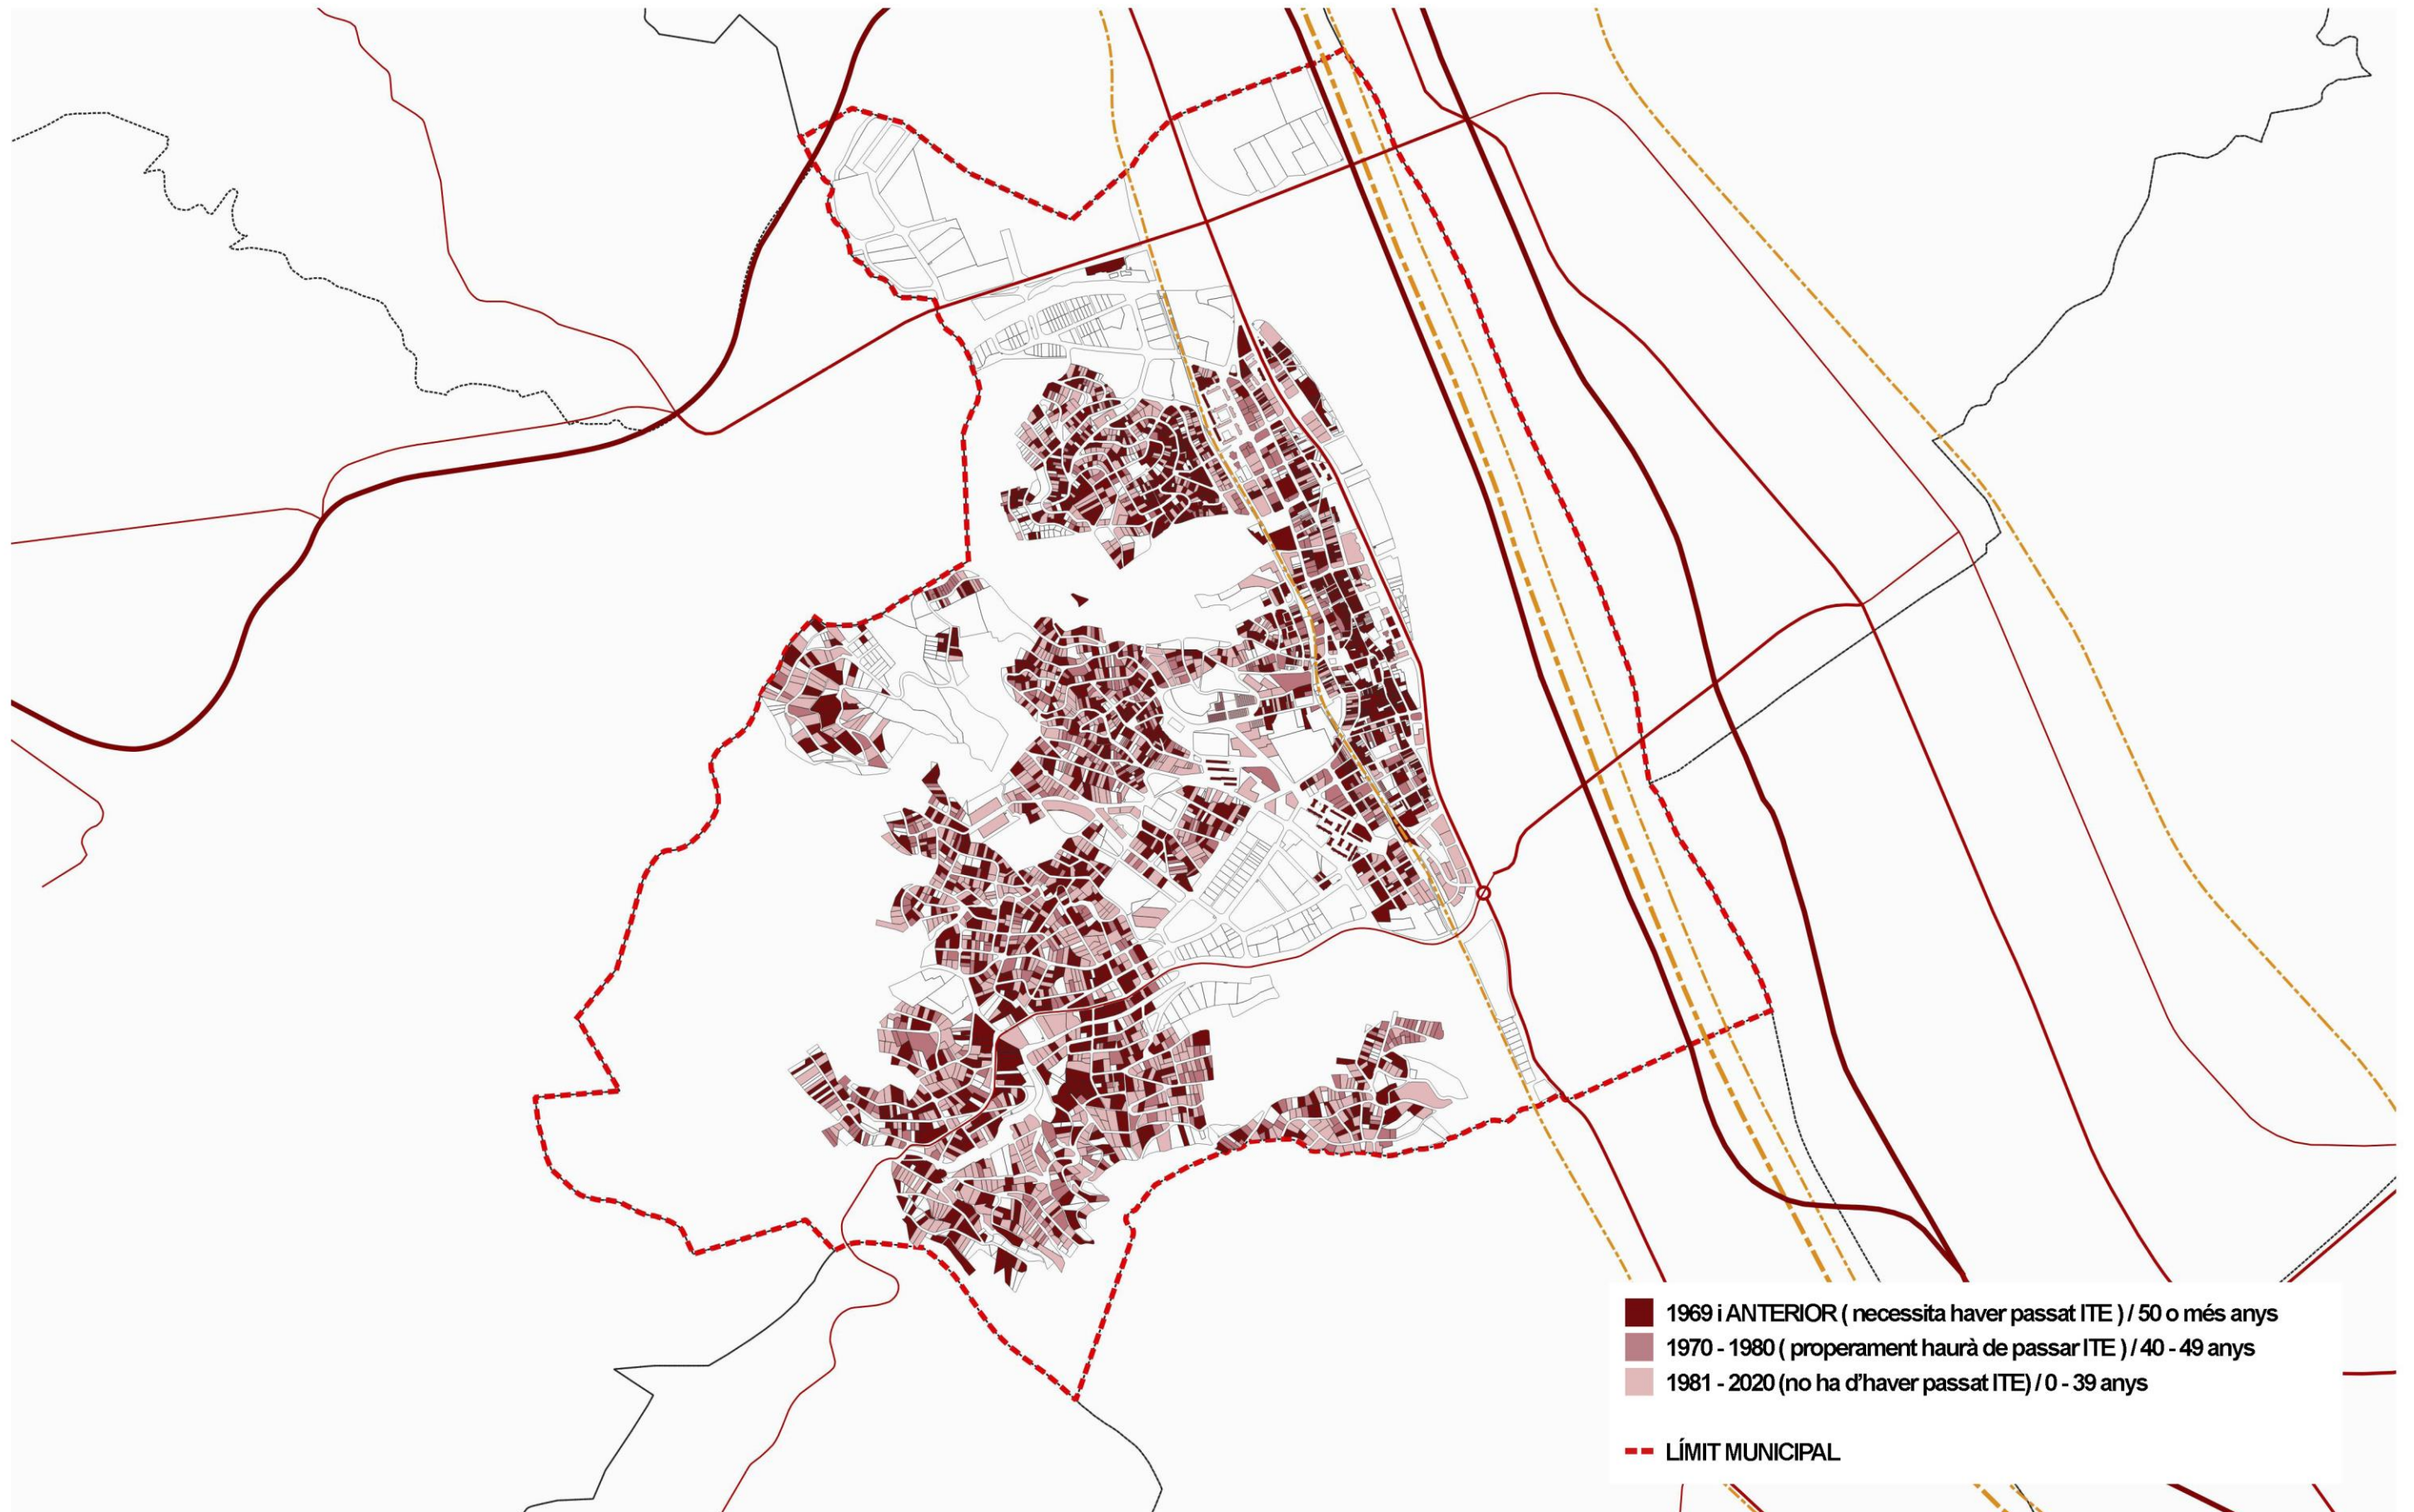 1969 i ANTERIOR ( necessita haver passat ITE ) / 50 o més anys
1970 - 1980 ( properament haurà de passar ITE ) / 40 - 49 anys
1981 - 2020 (no ha d'haver passat ITE) / 0 - 39 anys
LÍMIT MUNICIPAL